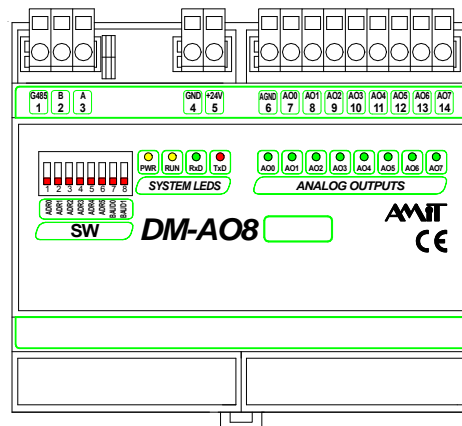 G485 B A GND +24V AGND AO0 AO1 AO2 AO3 AO4 AO5 AO6 AO7
1 2 3 4 5 6 7 8 9 10 11 12 13 14
PWR RUN RxD TxD AO0 AO1 AO2 AO3 AO4 AO5 AO6 AO7
SYSTEM LEDS ANALOG OUTPUTS
1 2 3 4 5 6 7 8
ADR0 ADR1 ADR2 ADR3 ADR4 ADR5 BAUD0 BAUD1
SW
DM-AO8
AMiT
CE